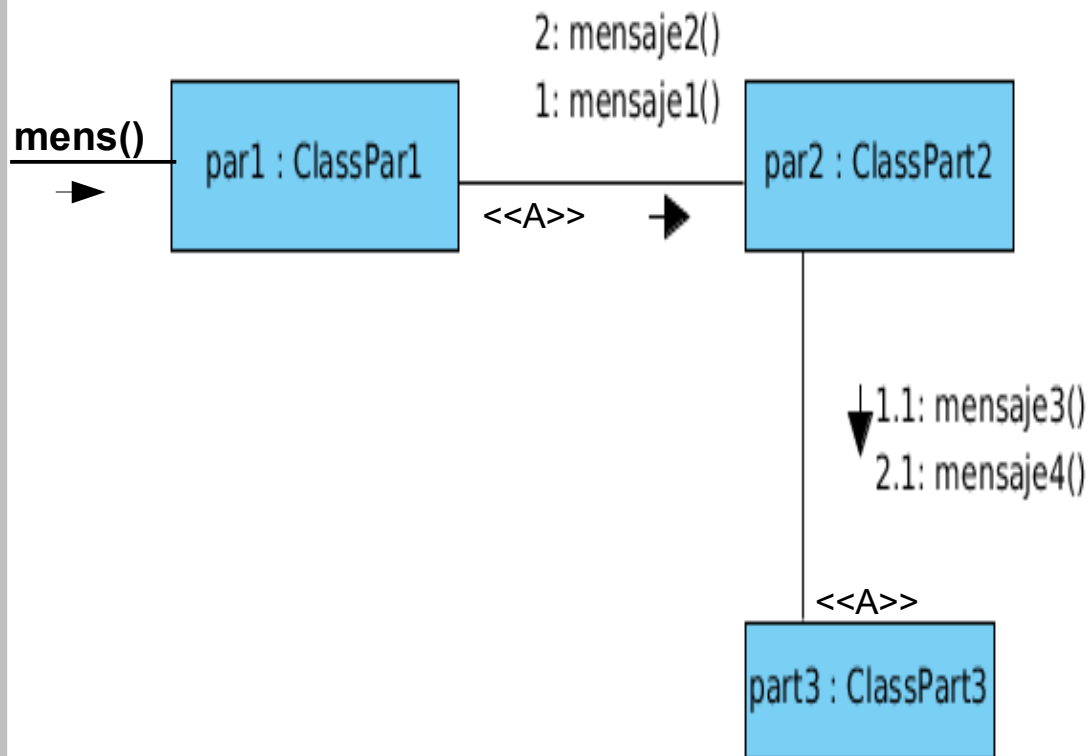 2: mensaje2()
1: mensaje1()
mens()
par1 : ClassPar1
par2 : ClassPart2
<<A>>
1.1: mensaje3()
2.1: mensaje4()
<<A>>
part3 : ClassPart3